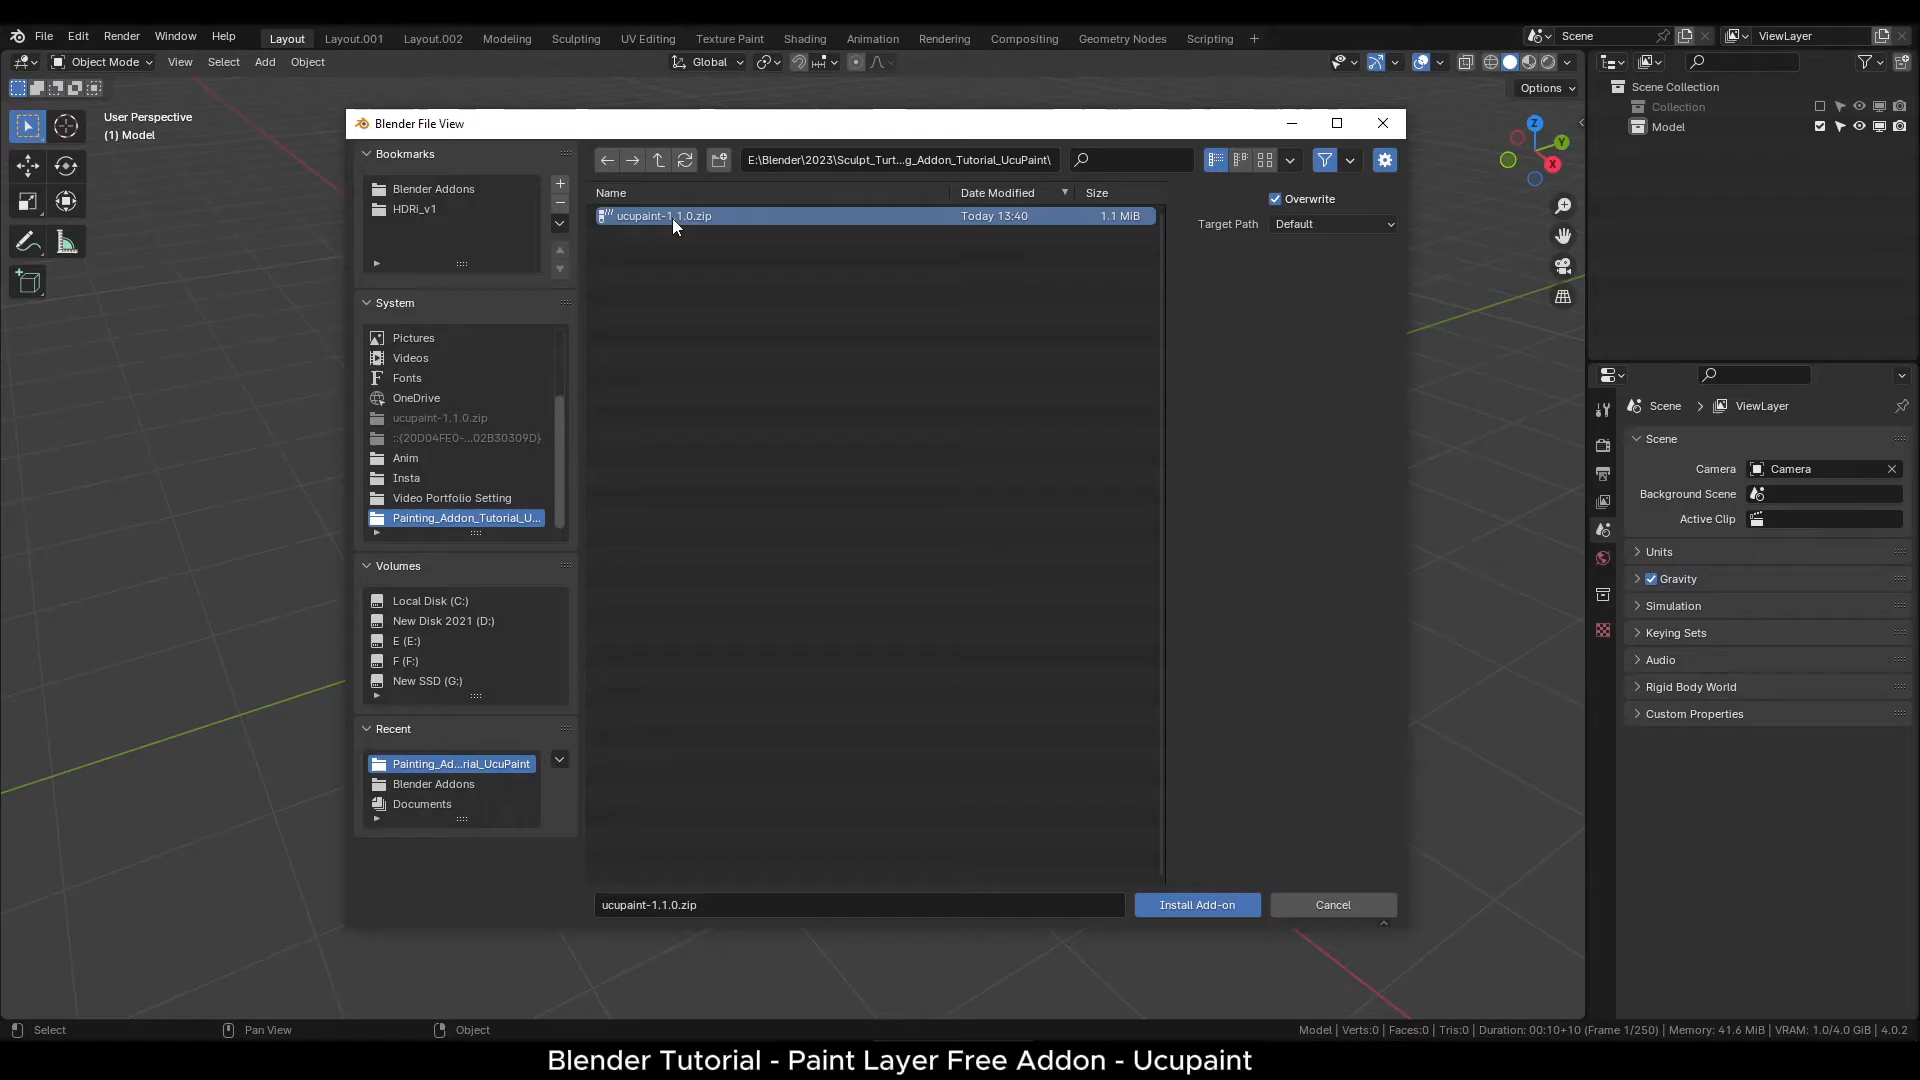 File Edit Render Window Help Layout Layout.001 Layout.002 Modeling Sculpting UV Editing Texture Paint Shading Animation Rendering Compositing Geometry Nodes Scripting + Scene ViewLayer
Object Mode View Select Add Object Global
Options
User Perspective
(1) Model
Z
Y
X
Scene Collection
Collection
Model
Blender File View
Bookmarks
Blender Addons
HDRi_v1
System
Pictures
Videos
Fonts
OneDrive
ucupaint-1.1.0.zip
::{20D04FE0-...02B30309D}
Anim
Insta
Video Portfolio Setting
Painting_Addon_Tutorial_U...
Volumes
Local Disk (C:)
New Disk 2021 (D:)
E (E:)
F (F:)
New SSD (G:)
Recent
Painting_Ad...rial_UcuPaint
Blender Addons
Documents
E:\Blender\2023\Sculpt_Turt...g_Addon_Tutorial_UcuPaint\
Name Date Modified Size
ucupaint-1.1.0.zip Today 13:40 1.1 MiB
Overwrite
Target Path Default
ucupaint-1.1.0.zip Install Add-on Cancel
Scene > ViewLayer
Scene
Camera Camera
Background Scene
Active Clip
Units
Gravity
Simulation
Keying Sets
Audio
Rigid Body World
Custom Properties
Select Pan View Object
Model | Verts:0 | Faces:0 | Tris:0 | Duration: 00:10+10 (Frame 1/250) | Memory: 41.6 MiB | VRAM: 1.0/4.0 GiB | 4.0.2
Blender Tutorial - Paint Layer Free Addon - Ucupaint